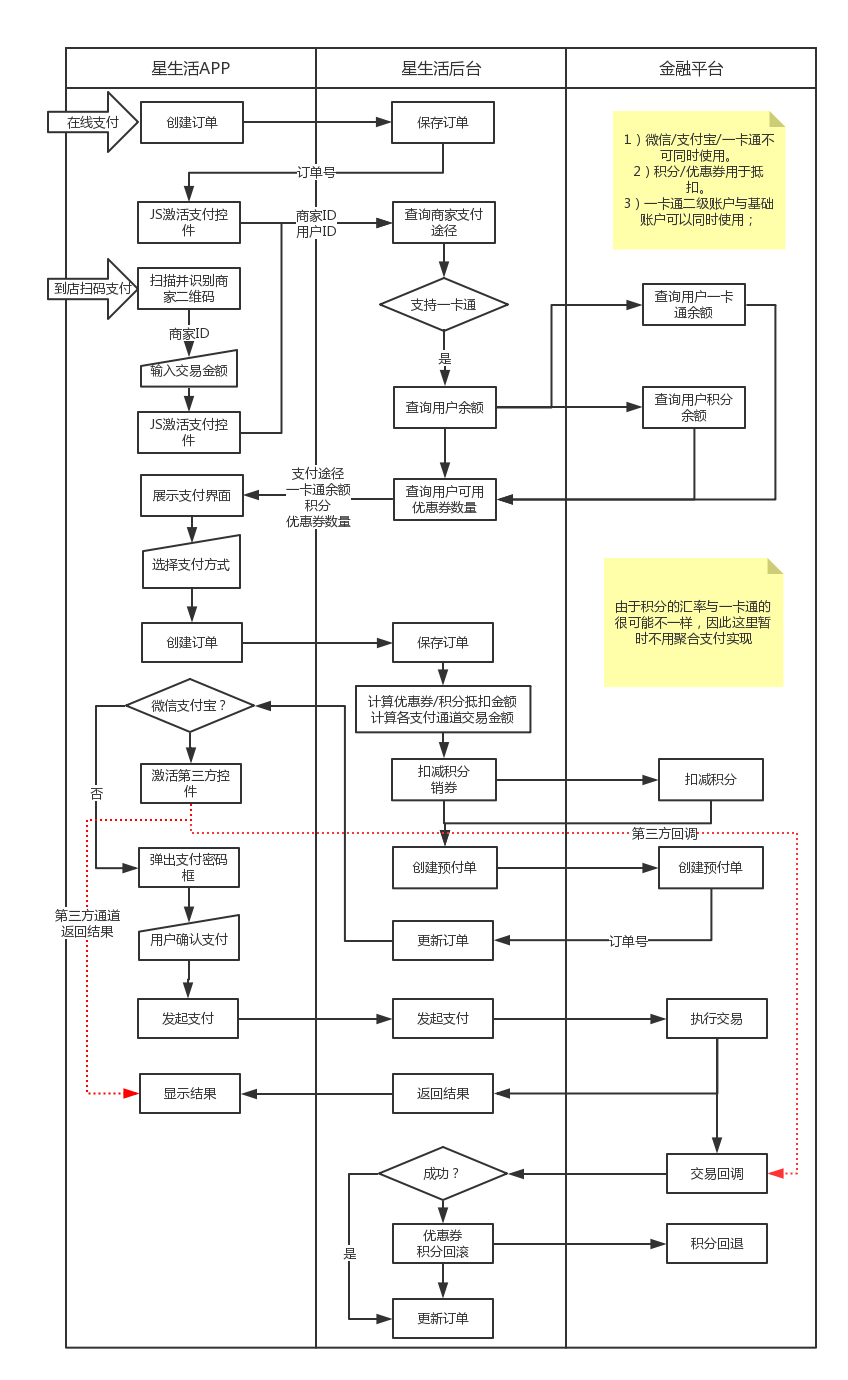 星生活APP
星生活后台
金融平台
在线支付
创建订单
保存订单
1）微信/支付宝/一卡通不
可同时使用。
2）积分/优惠券用于抵
扣。
3）一卡通二级账户与基础
账户可以同时使用；
订单号
JS激活支付控
件
商家ID
用户ID
查询商家支付
途径
到店扫码支付
扫描并识别商
家二维码
支持一卡通
查询用户一卡
通余额
商家ID
输入交易金额
是
JS激活支付控
件
查询用户余额
查询用户积分
余额
展示支付界面
支付途径
一卡通余额
积分
优惠券数量
查询用户可用
优惠券数量
选择支付方式
由于积分的汇率与一卡通的
很可能不一样，因此这里暂
时不用聚合支付实现
创建订单
保存订单
微信支付宝？
计算优惠券/积分抵扣金额
计算各支付通道交易金额
激活第三方控
件
扣减积分
销券
扣减积分
否
第三方回调
弹出支付密码
框
创建预付单
创建预付单
第三方通道
返回结果
用户确认支付
更新订单
订单号
发起支付
发起支付
执行交易
显示结果
返回结果
成功？
交易回调
是
优惠券
积分回滚
积分回退
更新订单